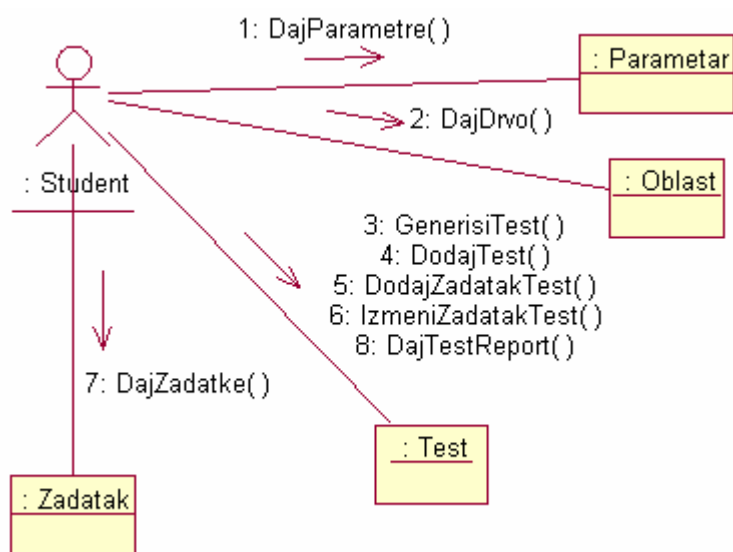 1: DajParametre( )
: Parametar
2: DajDrvo( )
: Student
: Oblast
3: GenerisiTest( )
4: DodajTest( )
5: DodajZadatakTest( )
6: IzmeniZadatakTest( )
8: DajTestReport( )
7: DajZadatke( )
: Test
: Zadatak